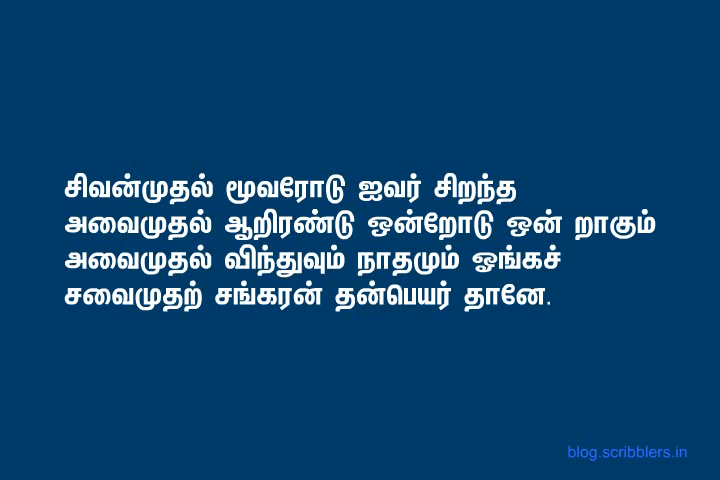 சிவன்முதல் மூவரோடு ஐவர் சிறந்த
அவைமுதல் ஆறிரண்டு ஒன்றோடு ஒன் றாகும்
அவைமுதல் விந்துவும் நாதமும் ஓங்கச்
சவைமுதற் சங்கரன் தன்பெயர் தானே.
blog.scribblers.in